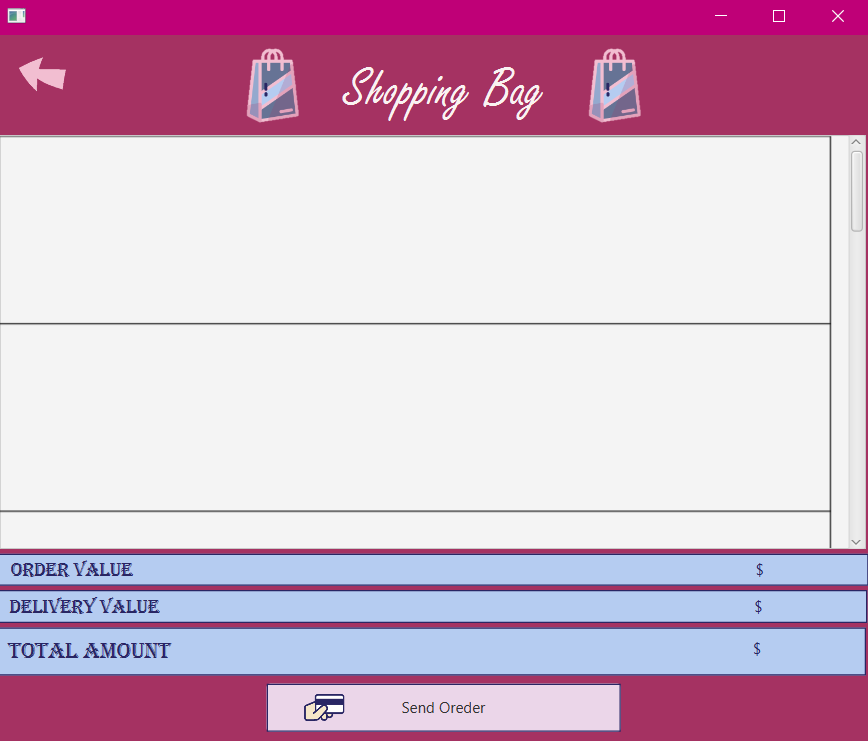 Shopping Bag
ORDER VALUE $
DELIVERY VALUE $
TOTAL AMOUNT $
Send Oreder